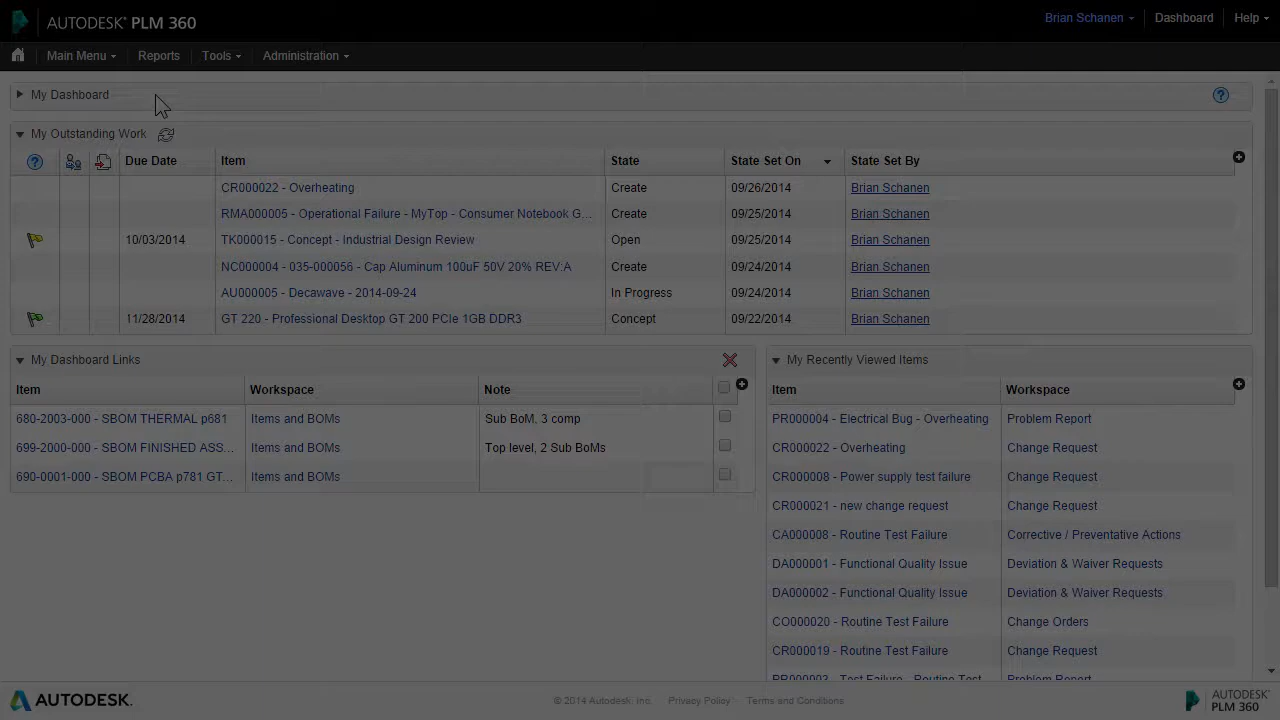 AUTODESK® PLM 360
Brian Schanen Dashboard Help
Main Menu Reports Tools Administration
My Dashboard
My Outstanding Work
Due Date Item State State Set On State Set By
CR000022 - Overheating Create 09/26/2014 Brian Schanen
RMA000005 - Operational Failure - MyTop - Consumer Notebook G... Create 09/25/2014 Brian Schanen
10/03/2014 TK000015 - Concept - Industrial Design Review Open 09/25/2014 Brian Schanen
NC000004 - 035-000056 - Cap Aluminum 100uF 50V 20% REV:A Create 09/24/2014 Brian Schanen
AU000005 - Decawave - 2014-09-24 In Progress 09/24/2014 Brian Schanen
11/28/2014 GT 220 - Professional Desktop GT 200 PCIe 1GB DDR3 Concept 09/22/2014 Brian Schanen
My Dashboard Links
Item Workspace Note
680-2003-000 - SBOM THERMAL p681 Items and BOMs Sub BoM, 3 comp
699-2000-000 - SBOM FINISHED ASS... Items and BOMs Top level, 2 Sub BoMs
690-0001-000 - SBOM PCBA p781 GT... Items and BOMs
My Recently Viewed Items
Item Workspace
PR000004 - Electrical Bug - Overheating Problem Report
CR000022 - Overheating Change Request
CR000008 - Power supply test failure Change Request
CR000021 - new change request Change Request
CA000008 - Routine Test Failure Corrective / Preventative Actions
DA000001 - Functional Quality Issue Deviation & Waiver Requests
DA000002 - Functional Quality Issue Deviation & Waiver Requests
CO000020 - Routine Test Failure Change Orders
CR000019 - Routine Test Failure Change Request
PR000003 - Test Failure - Routine Test Problem Report
AUTODESK.
© 2014 Autodesk, Inc. Privacy Policy Terms and Conditions
AUTODESK®
PLM 360